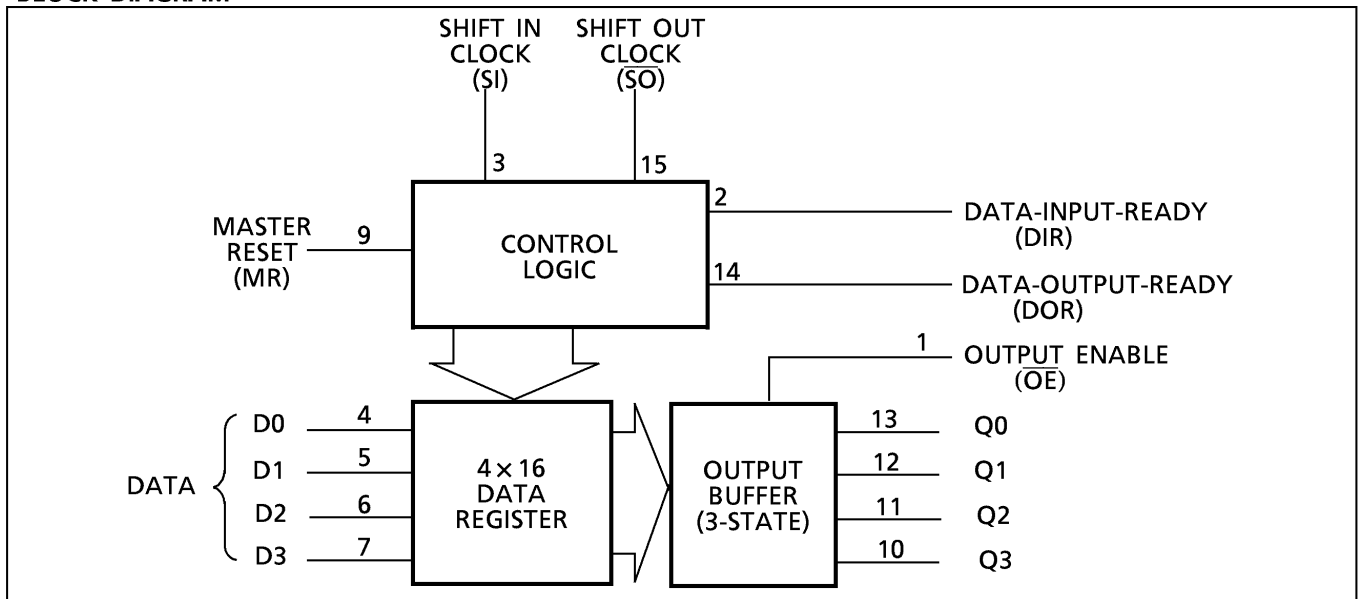 BLOCK DIAGRAM
SHIFT IN
CLOCK
(SI)
SHIFT OUT
CLOCK
(S̅O̅)
3
15
MASTER
RESET
(MR)
9
CONTROL
LOGIC
2
DATA-INPUT-READY
(DIR)
14
DATA-OUTPUT-READY
(DOR)
1
OUTPUT ENABLE
(O̅E̅)
DATA
D0
4
D1
5
D2
6
D3
7
4×16
DATA
REGISTER
OUTPUT
BUFFER
(3-STATE)
13
Q0
12
Q1
11
Q2
10
Q3